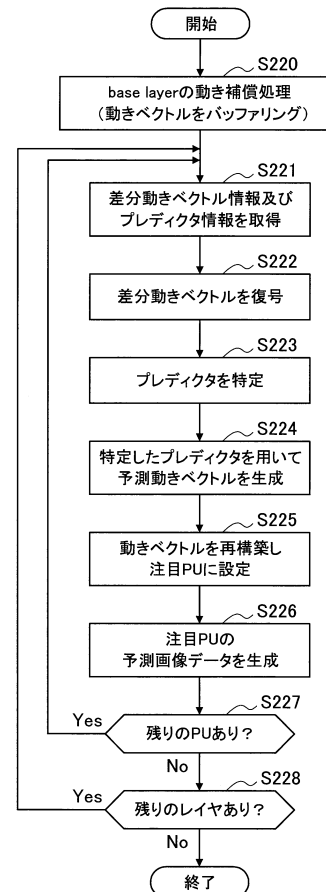 開始
S220
base layerの動き補償処理
(動きベクトルをバッファリング)
S221
差分動きベクトル情報及び
プレディクタ情報を取得
S222
差分動きベクトルを復号
S223
プレディクタを特定
S224
特定したプレディクタを用いて
予測動きベクトルを生成
S225
動きベクトルを再構築し
注目PUに設定
S226
注目PUの
予測画像データを生成
S227
Yes
残りのPUあり?
No
S228
Yes
残りのレイヤあり?
No
終了